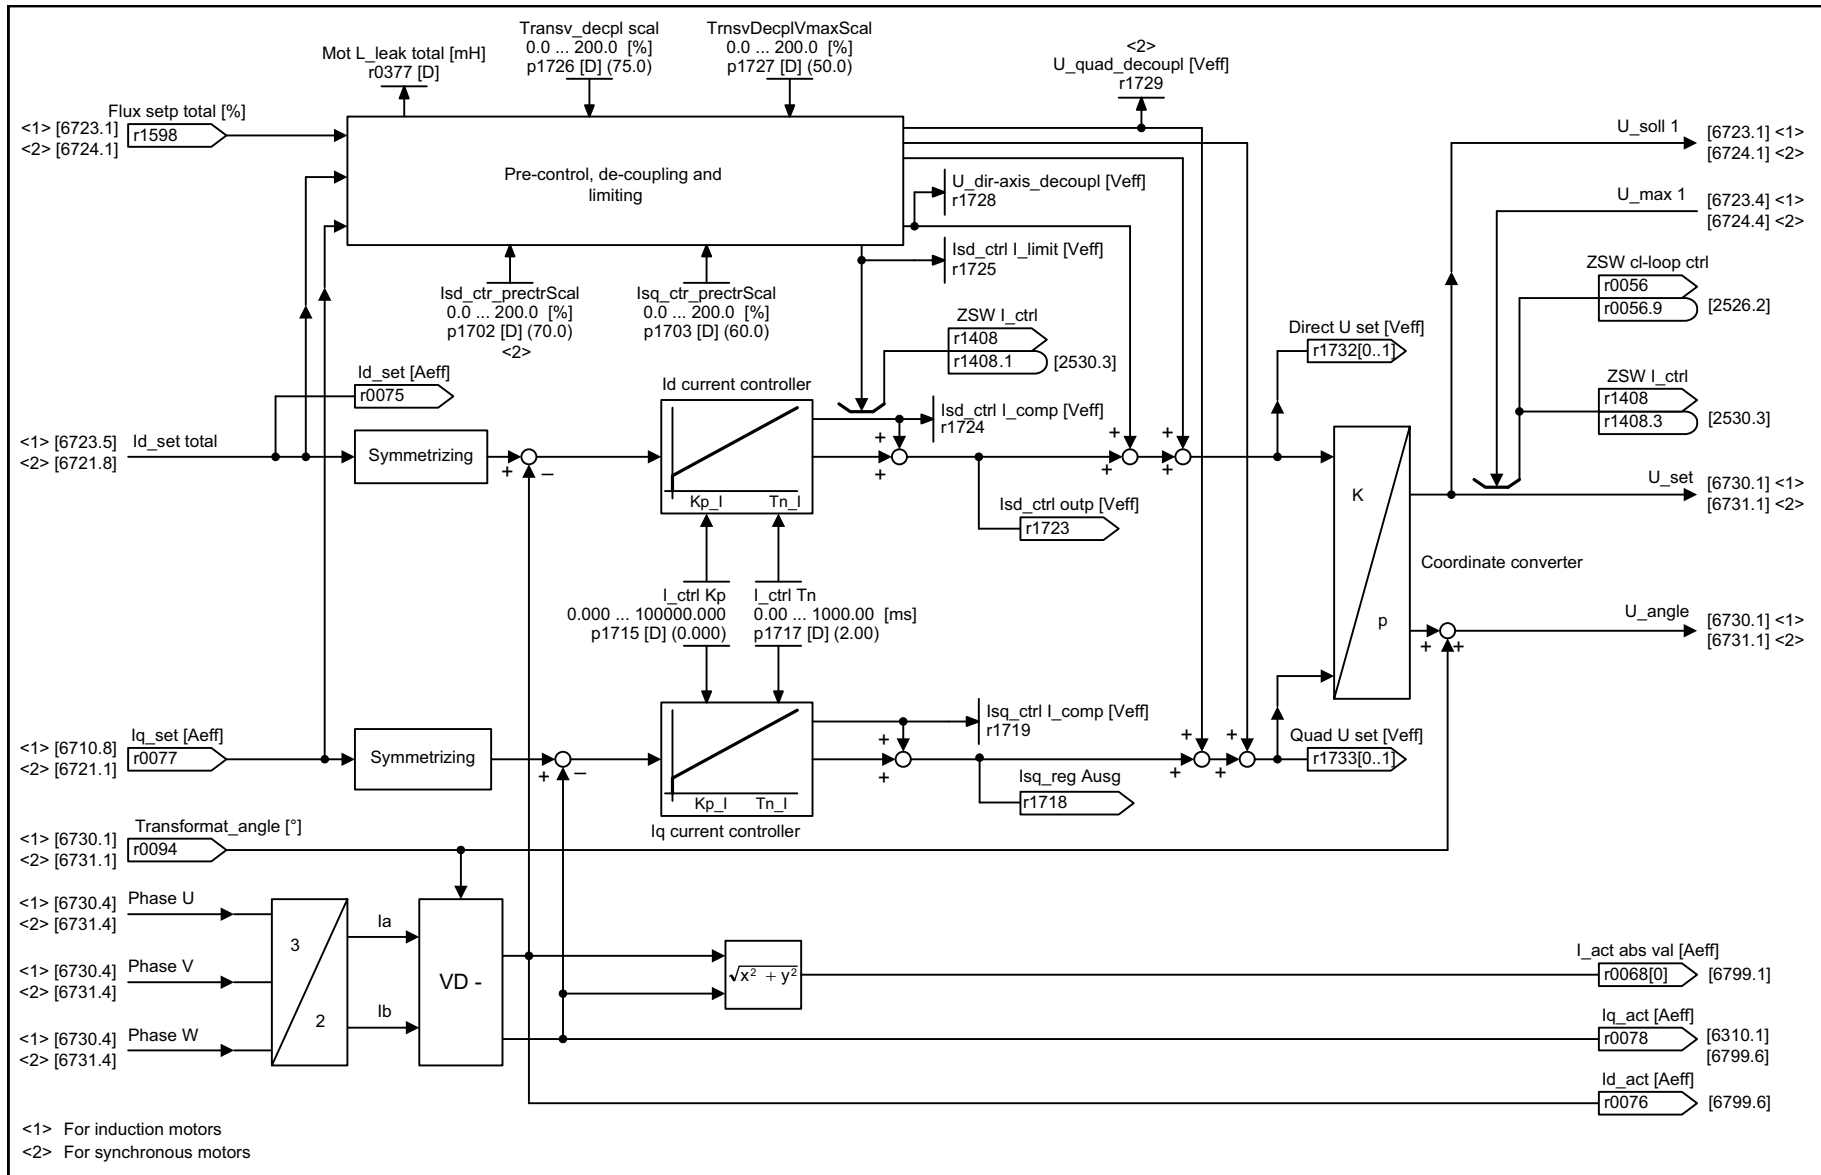 Mot L_leak total [mH]
r0377 [D]
Transv_decpl scal
0.0 ... 200.0 [%]
p1726 [D] (75.0)
TrnsvDecplVmaxScal
0.0 ... 200.0 [%]
p1727 [D] (50.0)
<2>
U_quad_decoupl [Veff]
r1729
Flux setp total [%]
<1> [6723.1]
<2> [6724.1]
r1598
Pre-control, de-coupling and
limiting
U_dir-axis_decoupl [Veff]
r1728
Isd_ctrl I_limit [Veff]
r1725
U_soll 1
[6723.1] <1>
[6724.1] <2>
U_max 1
[6723.4] <1>
[6724.4] <2>
ZSW cl-loop ctrl
r0056
r0056.9
[2526.2]
Isd_ctr_prectrScal
0.0 ... 200.0 [%]
p1702 [D] (70.0)
<2>
Isq_ctr_prectrScal
0.0 ... 200.0 [%]
p1703 [D] (60.0)
ZSW I_ctrl
r1408
r1408.1
[2530.3]
Direct U set [Veff]
r1732[0..1]
ZSW I_ctrl
r1408
r1408.3
[2530.3]
Id_set [Aeff]
r0075
Id current controller
Isd_ctrl I_comp [Veff]
r1724
<1> [6723.5]
<2> [6721.8]
Id_set total
Symmetrizing
+
–
Kp_I
Tn_I
+
+
+
+
+
+
Isd_ctrl outp [Veff]
r1723
K
p
Coordinate converter
U_set
[6730.1] <1>
[6731.1] <2>
I_ctrl Kp
0.000 ... 100000.000
p1715 [D] (0.000)
I_ctrl Tn
0.00 ... 1000.00 [ms]
p1717 [D] (2.00)
U_angle
[6730.1] <1>
[6731.1] <2>
+
+
Iq_set [Aeff]
<1> [6710.8]
<2> [6721.1]
r0077
Symmetrizing
+
–
Kp_I
Tn_I
Iq current controller
Isq_ctrl I_comp [Veff]
r1719
+
+
+
+
+
+
Isq_reg Ausg
r1718
Quad U set [Veff]
r1733[0..1]
Transformat_angle [°]
<1> [6730.1]
<2> [6731.1]
r0094
<1> [6730.4]
<2> [6731.4]
Phase U
<1> [6730.4]
<2> [6731.4]
Phase V
<1> [6730.4]
<2> [6731.4]
Phase W
3
2
Ia
Ib
VD -
√x² + y²
I_act abs val [Aeff]
r0068[0]
[6799.1]
Iq_act [Aeff]
r0078
[6310.1]
[6799.6]
Id_act [Aeff]
r0076
[6799.6]
<1> For induction motors
<2> For synchronous motors